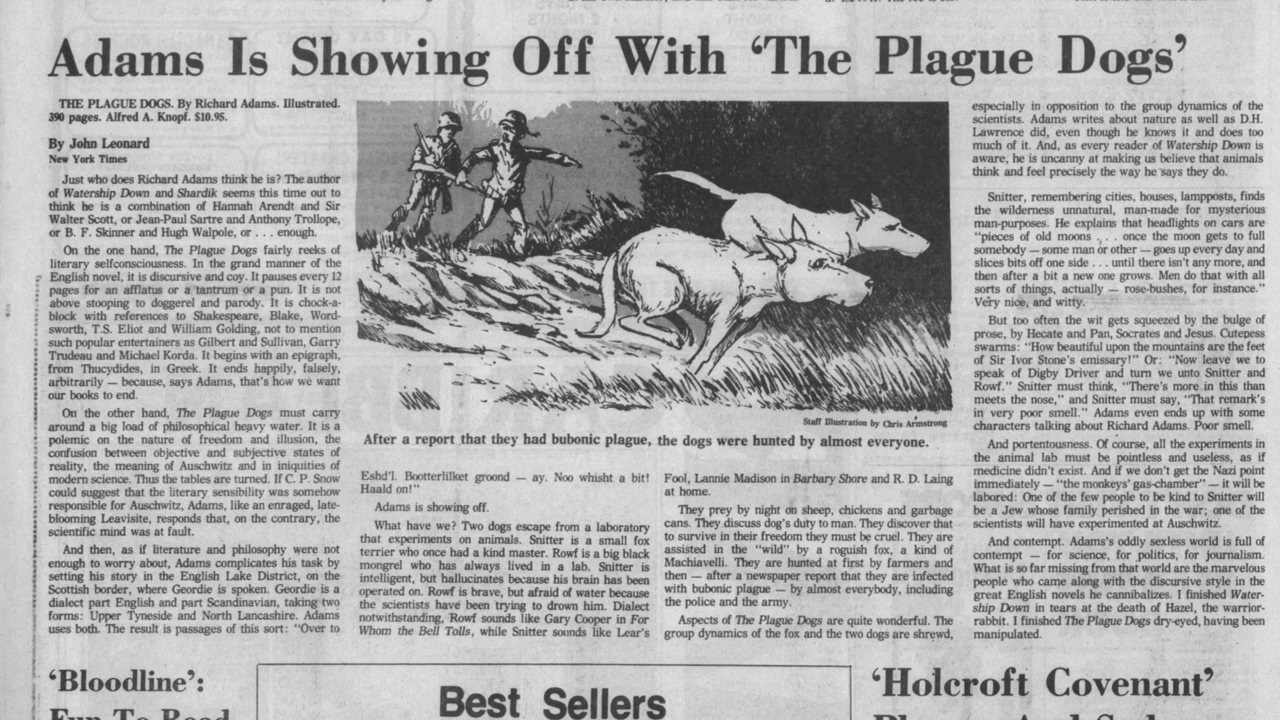 Adams Is Showing Off With 'The Plague Dogs'
THE PLAGUE DOGS. By Richard Adams. Illustrated.
390 pages. Alfred A. Knopf. $10.95.
By John Leonard
New York Times
Just who does Richard Adams think he is? The author
of Watership Down and Shardik seems this time out to
think he is a combination of Hannah Arendt and Sir
Walter Scott, or Jean-Paul Sartre and Anthony Trollope,
or B. F. Skinner and Hugh Walpole, or . . . enough.
On the one hand, The Plague Dogs fairly reeks of
literary selfconsciousness. In the grand manner of the
English novel, it is discursive and coy. It pauses every 12
pages for an afflatus or a tantrum or a pun. It is not
above stooping to doggerel and parody. It is chock-a-
block with references to Shakespeare, Blake, Word-
sworth, T.S. Eliot and William Golding, not to mention
such popular entertainers as Gilbert and Sullivan, Garry
Trudeau and Michael Korda. It begins with an epigraph,
from Thucydides, in Greek. It ends happily, falsely,
arbitrarily — because, says Adams, that's how we want
our books to end.
On the other hand, The Plague Dogs must carry
around a big load of philosophical heavy water. It is a
polemic on the nature of freedom and illusion, the
confusion between objective and subjective states of
reality, the meaning of Auschwitz and in iniquities of
modern science. Thus the tables are turned. If C. P. Snow
could suggest that the literary sensibility was somehow
responsible for Auschwitz, Adams, like an enraged, late-
blooming Leavisite, responds that, on the contrary, the
scientific mind was at fault.
And then, as if literature and philosophy were not
enough to worry about, Adams complicates his task by
setting his story in the English Lake District, on the
Scottish border, where Geordie is spoken. Geordie is a
dialect part English and part Scandinavian, taking two
forms: Upper Tyneside and North Lancashire. Adams
uses both. The result is passages of this sort: "Over to
Staff Illustration by Chris Armstrong
After a report that they had bubonic plague, the dogs were hunted by almost everyone.
Eshd'l. Bootterlilket groond — ay. Noo whisht a bit!
Haald on!"
Adams is showing off.
What have we? Two dogs escape from a laboratory
that experiments on animals. Snitter is a small fox
terrier who once had a kind master. Rowf is a big black
mongrel who has always lived in a lab. Snitter is
intelligent, but hallucinates because his brain has been
operated on. Rowf is brave, but afraid of water because
the scientists have been trying to drown him. Dialect
notwithstanding, Rowf sounds like Gary Cooper in For
Whom the Bell Tolls, while Snitter sounds like Lear's
Fool, Lannie Madison in Barbary Shore and R. D. Laing
at home.
They prey by night on sheep, chickens and garbage
cans. They discuss dog's duty to man. They discover that
to survive in their freedom they must be cruel. They are
assisted in the "wild" by a roguish fox, a kind of
Machiavelli. They are hunted at first by farmers and
then — after a newspaper report that they are infected
with bubonic plague — by almost everybody, including
the police and the army.
Aspects of The Plague Dogs are quite wonderful. The
group dynamics of the fox and the two dogs are shrewd,
especially in opposition to the group dynamics of the
scientists. Adams writes about nature as well as D.H.
Lawrence did, even though he knows it and does too
much of it. And, as every reader of Watership Down is
aware, he is uncanny at making us believe that animals
think and feel precisely the way he says they do.
Snitter, remembering cities, houses, lampposts, finds
the wilderness unnatural, man-made for mysterious
man-purposes. He explains that headlights on cars are
"pieces of old moons . . . once the moon gets to full
somebody — some man or other — goes up every day and
slices bits off one side . . . until there isn't any more, and
then after a bit a new one grows. Men do that with all
sorts of things, actually — rose-bushes, for instance."
Very nice, and witty.
But too often the wit gets squeezed by the bulge of
prose, by Hecate and Pan, Socrates and Jesus. Cuteness
swarms: "How beautiful upon the mountains are the feet
of Sir Ivor Stone's emissary!" Or: "Now leave we to
speak of Digby Driver and turn we unto Snitter and
Rowf." Snitter must think, "There's more in this than
meets the nose," and Snitter must say, "That remark's
in very poor smell." Adams even ends up with some
characters talking about Richard Adams. Poor smell.
And portentousness. Of course, all the experiments in
the animal lab must be pointless and useless, as if
medicine didn't exist. And if we don't get the Nazi point
immediately — "the monkeys' gas-chamber" — it will be
labored: One of the few people to be kind to Snitter will
be a Jew whose family perished in the war; one of the
scientists will have experimented at Auschwitz.
And contempt. Adams's oddly sexless world is full of
contempt — for science, for politics, for journalism.
What is so far missing from that world are the marvelous
people who came along with the discursive style in the
great English novels he cannibalizes. I finished Water-
ship Down in tears at the death of Hazel, the warrior-
rabbit. I finished The Plague Dogs dry-eyed, having been
manipulated.
'Bloodline':
Fun To Read
Best Sellers
'Holcroft Covenant'